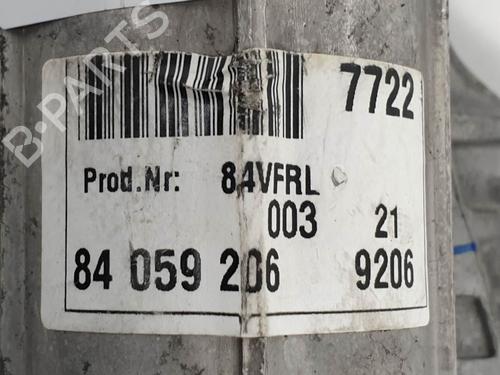 B-PARTS
7722
Prod.Nr: 84VFRL
003 21
84 059 206 9206